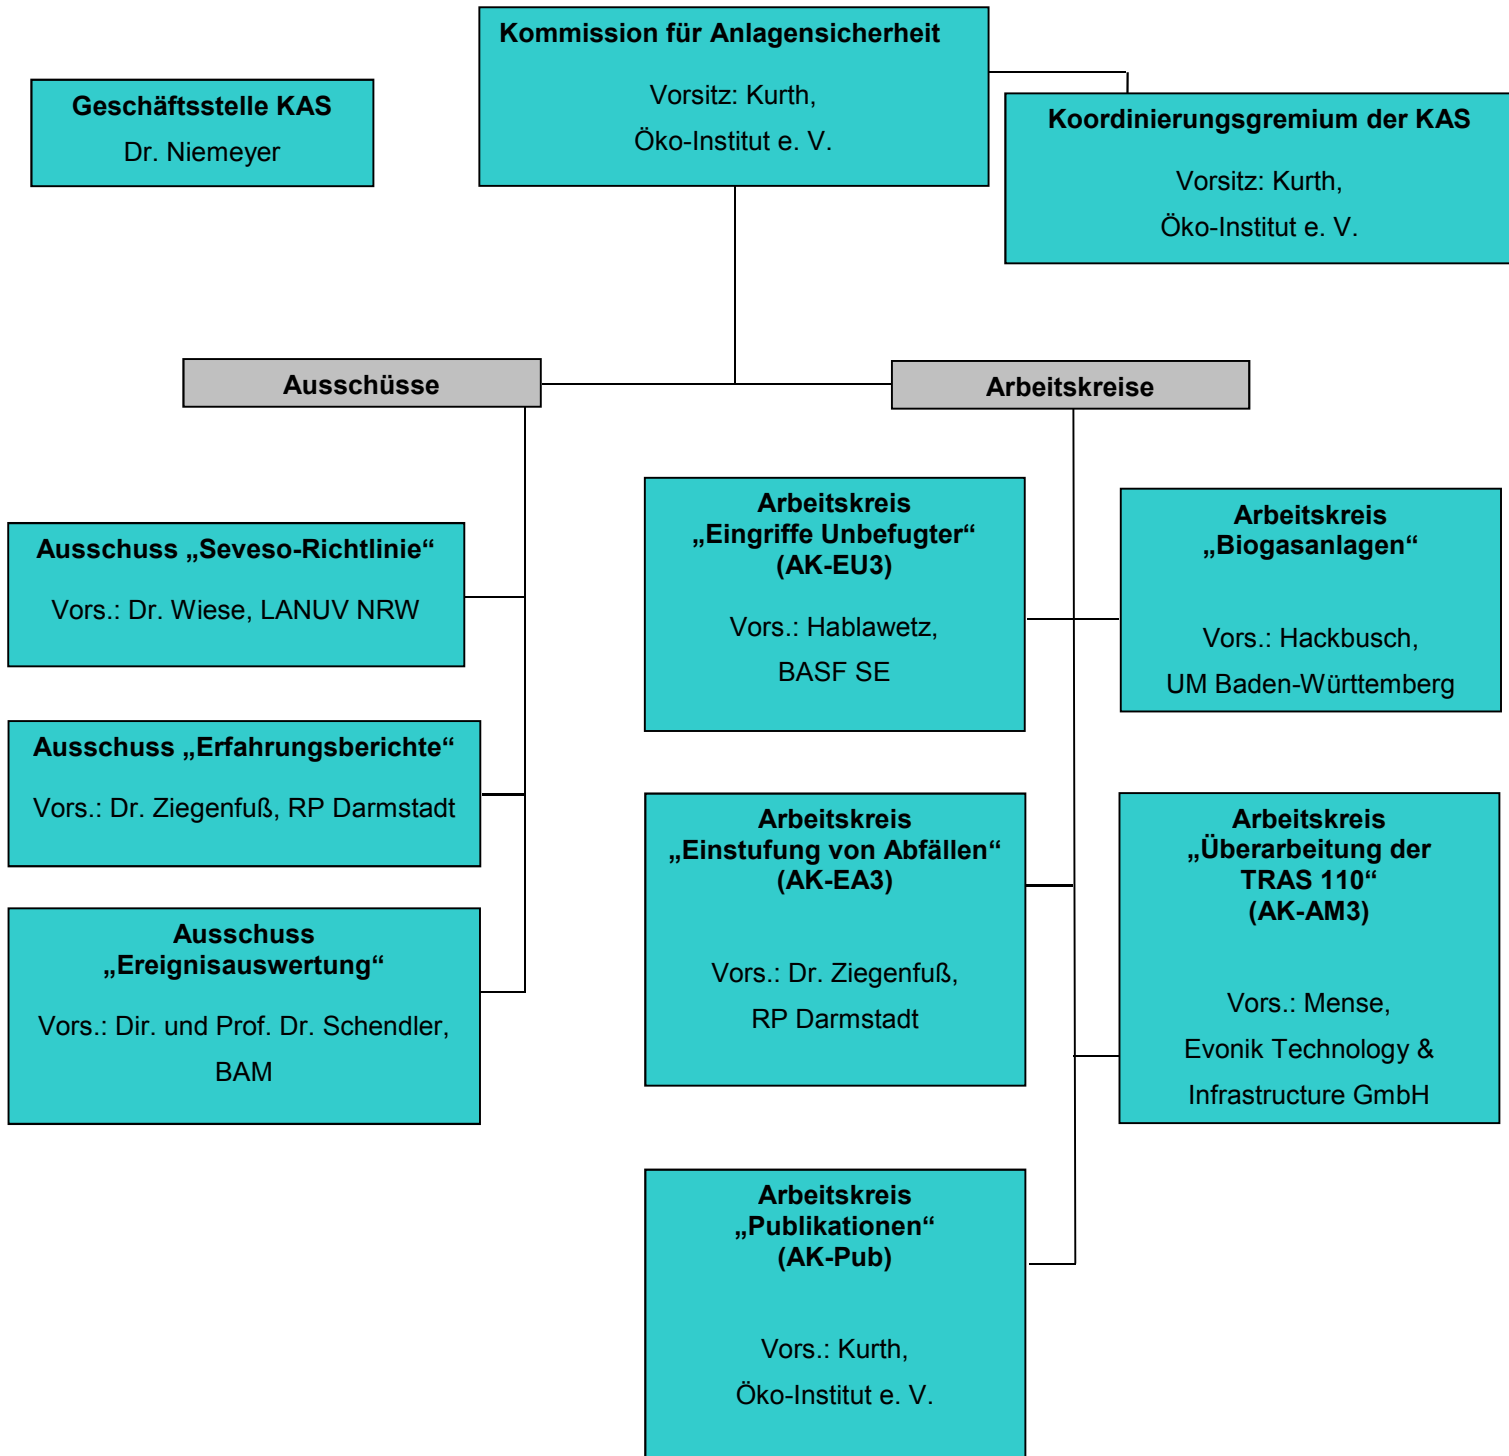 Kommission für Anlagensicherheit
Vorsitz: Kurth,
Öko-Institut e. V.
Geschäftsstelle KAS
Dr. Niemeyer
Koordinierungsgremium der KAS
Vorsitz: Kurth,
Öko-Institut e. V.
Ausschüsse
Arbeitskreise
Ausschuss „Seveso-Richtlinie“
Vors.: Dr. Wiese, LANUV NRW
Ausschuss „Erfahrungsberichte“
Vors.: Dr. Ziegenfuß, RP Darmstadt
Ausschuss
„Ereignisauswertung“
Vors.: Dir. und Prof. Dr. Schendler,
BAM
Arbeitskreis
„Eingriffe Unbefugter“
(AK-EU3)
Vors.: Hablawetz,
BASF SE
Arbeitskreis
„Biogasanlagen“
Vors.: Hackbusch,
UM Baden-Württemberg
Arbeitskreis
„Einstufung von Abfällen“
(AK-EA3)
Vors.: Dr. Ziegenfuß,
RP Darmstadt
Arbeitskreis
„Überarbeitung der
TRAS 110“
(AK-AM3)
Vors.: Mense,
Evonik Technology &
Infrastructure GmbH
Arbeitskreis
„Publikationen“
(AK-Pub)
Vors.: Kurth,
Öko-Institut e. V.